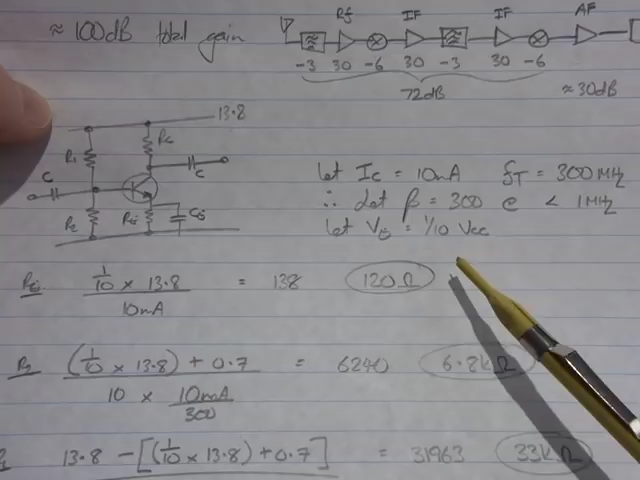 ≈ 100dB total gain
Rf IF IF AF
-3 30 -6 30 -3 30 -6
72dB ≈30dB
13.8
R1 Rc
C C
R2 RE CE
let Ic = 10mA fT = 300MHz
∴ let β = 300 @ < 1MHz
let VE = 1/10 Vcc
RE 1/10 × 13.8 / 10mA = 138 120Ω
R2 (1/10 × 13.8) + 0.7 / 10 × 10mA/300 = 6240 6.8kΩ
13.8 - [(1/10 × 13.8) + 0.7] = 31963 33kΩ